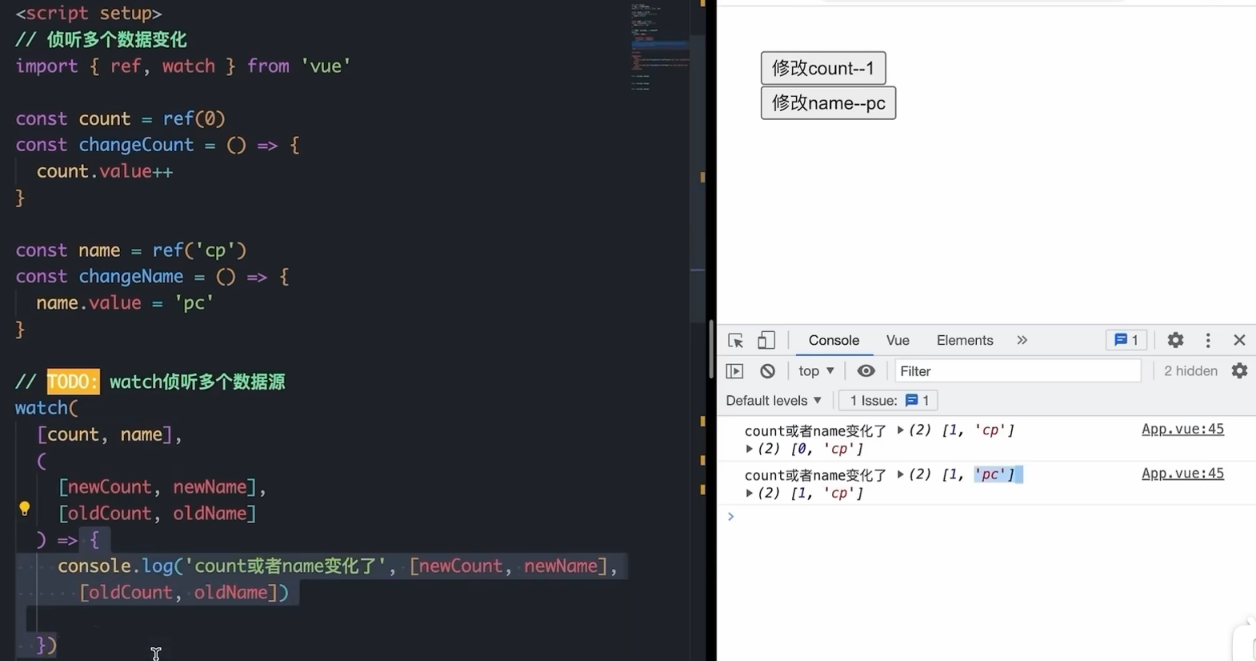 <script setup>
// 侦听多个数据变化
import { ref, watch } from 'vue'
const count = ref(0)
const changeCount = () => {
count.value++
}
const name = ref('cp')
const changeName = () => {
name.value = 'pc'
}
// TODO: watch侦听多个数据源
watch(
[count, name],
(
[newCount, newName],
[oldCount, oldName]
) => {
console.log('count或者name变化了', [newCount, newName],
[oldCount, oldName])
})
修改count--1
修改name--pc
Console Vue Elements » 1
top Filter 2 hidden
Default levels 1 Issue: 1
count或者name变化了 (2) [1, 'cp'] App.vue:45
(2) [0, 'cp']
count或者name变化了 (2) [1, 'pc'] App.vue:45
(2) [1, 'cp']
>